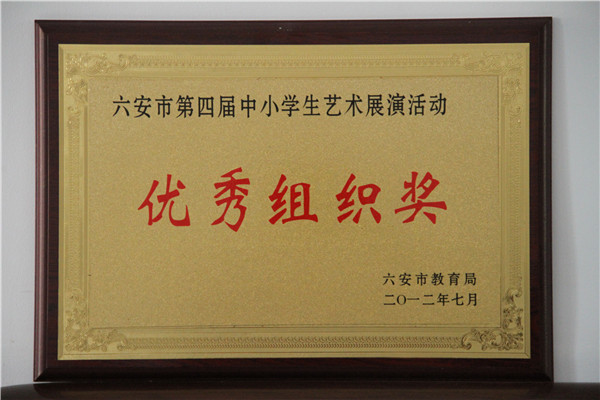 六安市第四届中小学生艺术展演活动
优秀组织奖
六安市教育局
二〇一二年七月